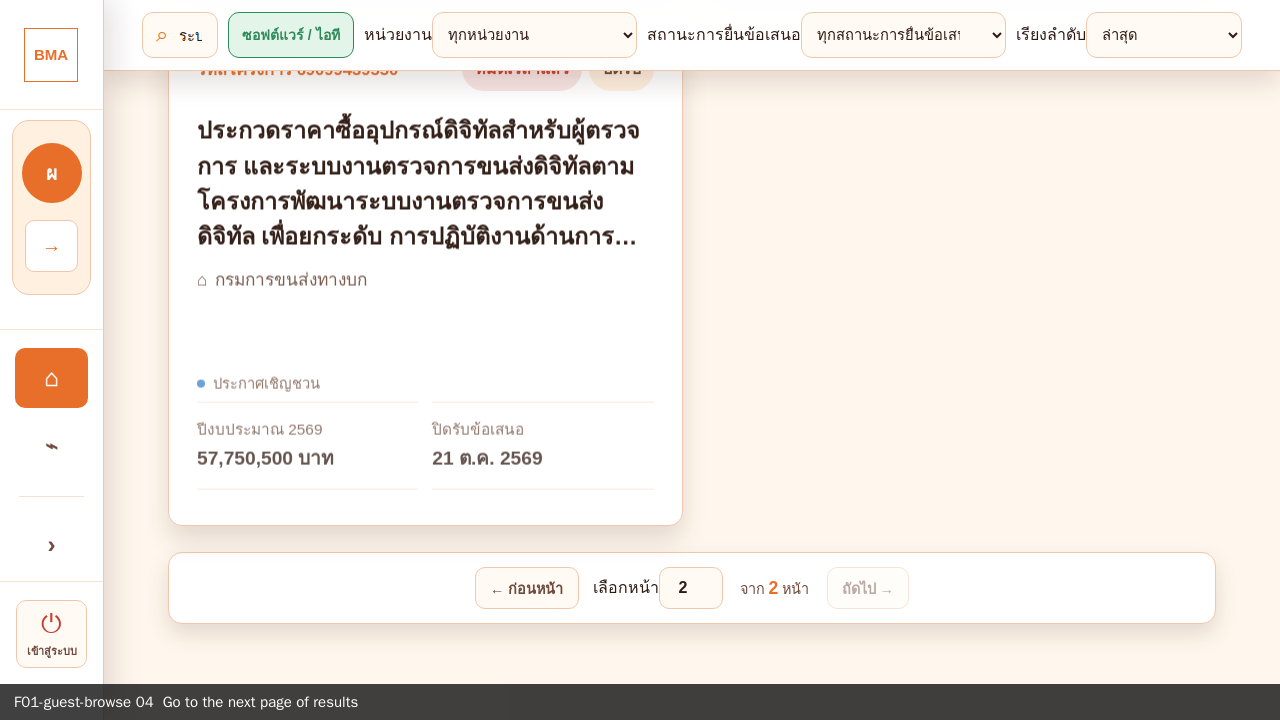 BMA
ระบ
ซอฟต์แวร์ / ไอที
หน่วยงาน
ทุกหน่วยงาน
สถานะการยื่นข้อเสนอ
ทุกสถานะการยื่นข้อเสน
เรียงลำดับ
ล่าสุด
ผ
→
ประกวดราคาซื้ออุปกรณ์ดิจิทัลสำหรับผู้ตรวจ
การ และระบบงานตรวจการขนส่งดิจิทัลตาม
โครงการพัฒนาระบบงานตรวจการขนส่ง
ดิจิทัล เพื่อยกระดับ การปฏิบัติงานด้านการ...
กรมการขนส่งทางบก
ประกาศเชิญชวน
ปีงบประมาณ 2569
57,750,500 บาท
ปิดรับข้อเสนอ
21 ต.ค. 2569
← ก่อนหน้า
เลือกหน้า
2
จาก 2 หน้า
ถัดไป →
›
เข้าสู่ระบบ
F01-guest-browse 04 Go to the next page of results